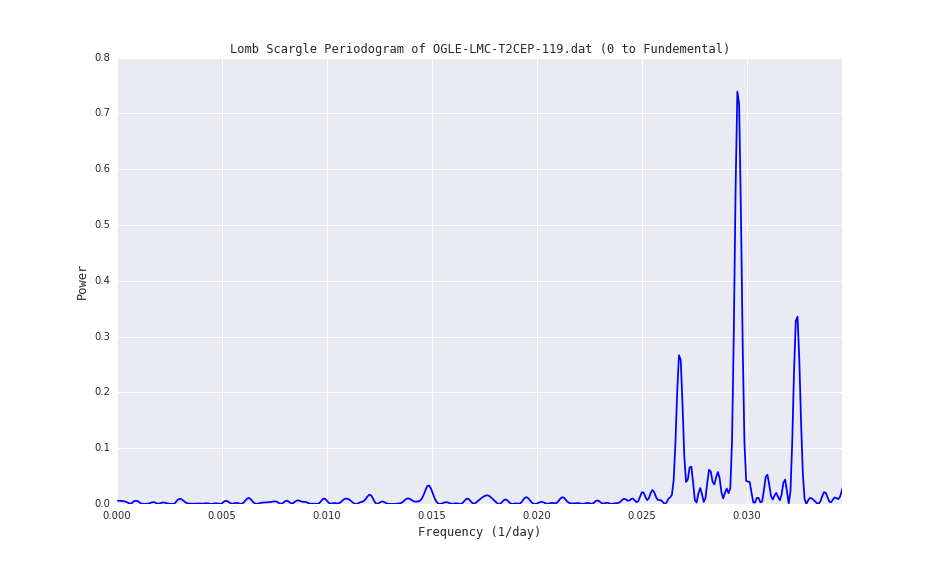 Lomb Scargle Periodogram of OGLE-LMC-T2CEP-119.dat (0 to Fundemental)
0.8
0.7
0.6
0.5
0.4
0.3
0.2
0.1
0.0
Power
0.000 0.005 0.010 0.015 0.020 0.025 0.030
Frequency (1/day)